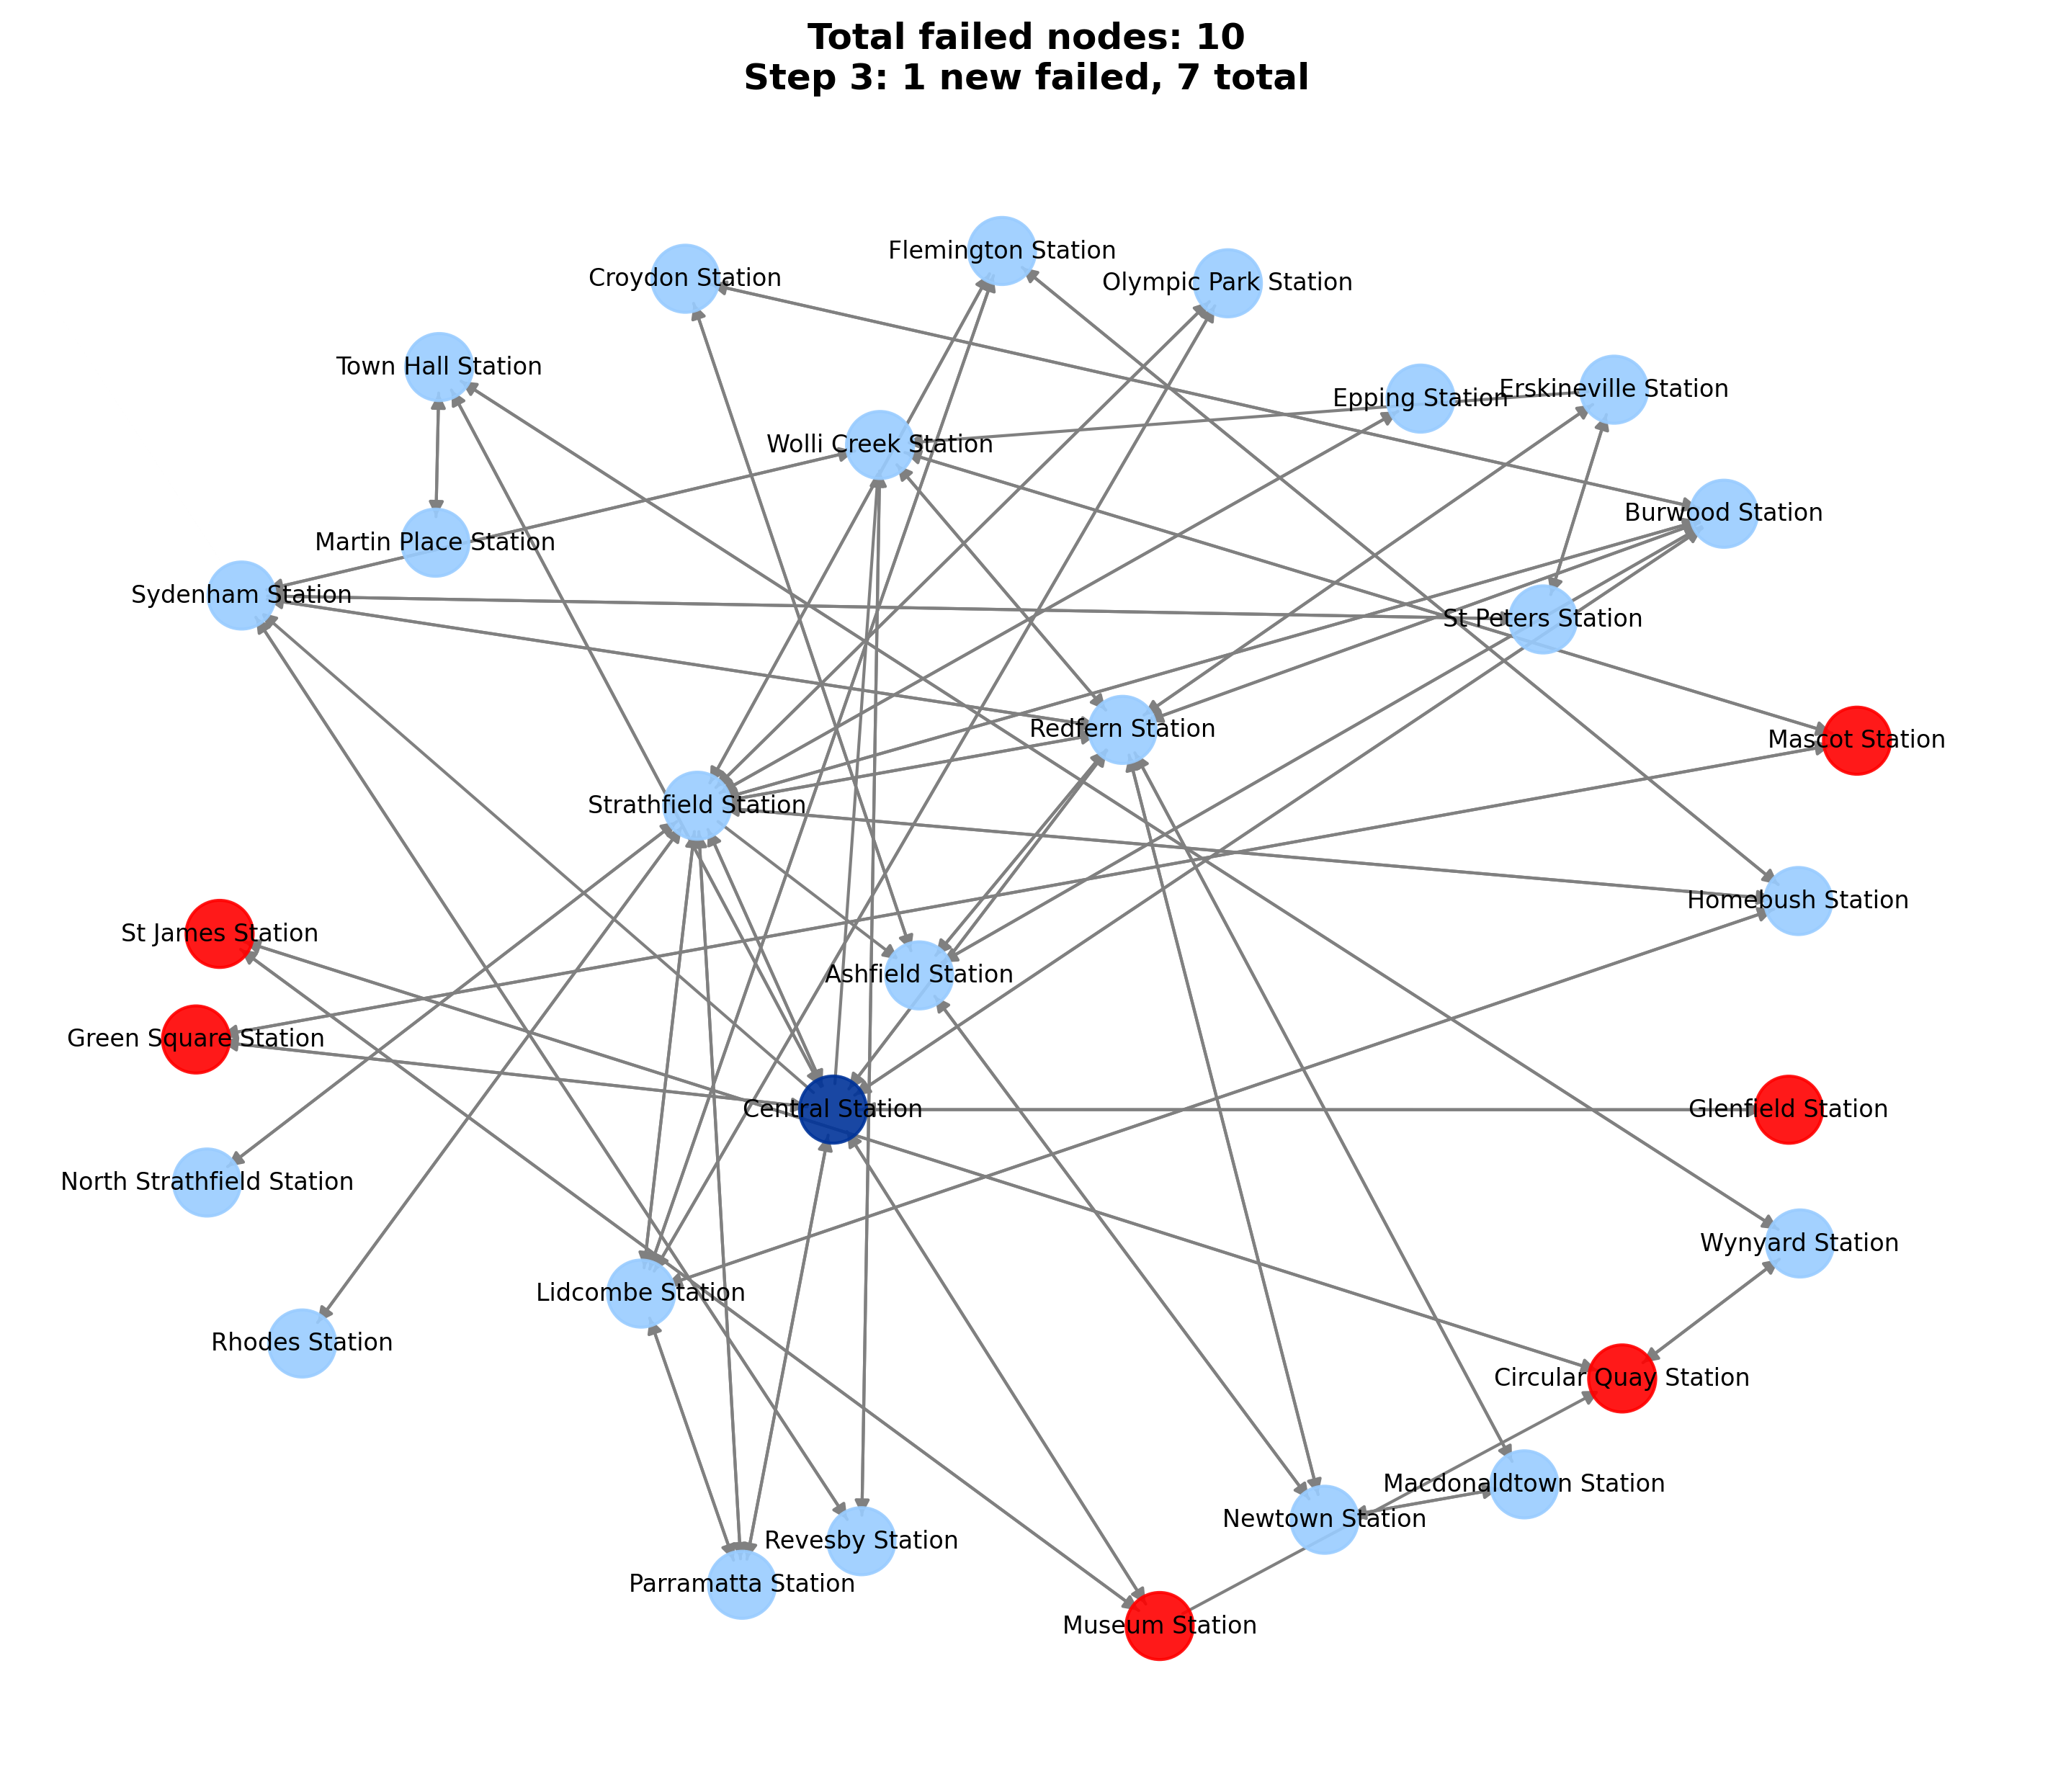 Total failed nodes: 10
Step 3: 1 new failed, 7 total
Flemington Station
Croydon Station
Olympic Park Station
Town Hall Station
Erskineville Station
Epping Station
Wolli Creek Station
Burwood Station
Martin Place Station
Sydenham Station
St Peters Station
Redfern Station
Mascot Station
Strathfield Station
Homebush Station
St James Station
Ashfield Station
Green Square Station
Central Station
Glenfield Station
North Strathfield Station
Wynyard Station
Lidcombe Station
Rhodes Station
Circular Quay Station
Macdonaldtown Station
Newtown Station
Revesby Station
Parramatta Station
Museum Station